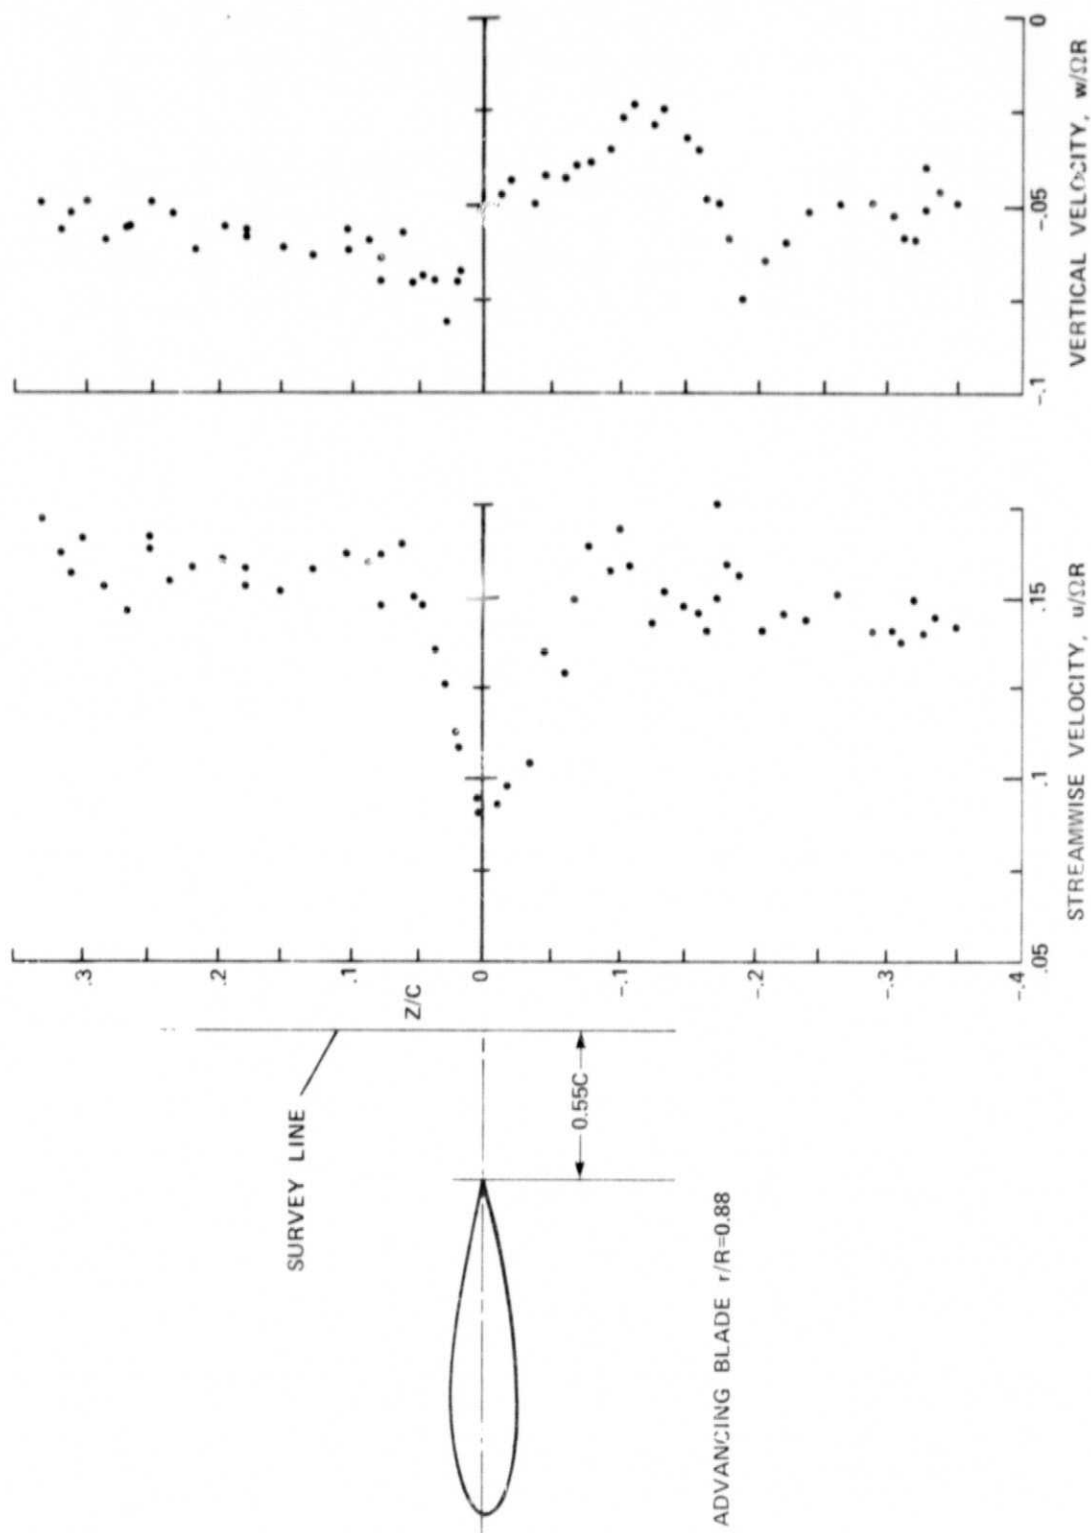 SURVEY LINE
0.55C
ADVANCING BLADE r/R=0.88
Z/C
.3
.2
.1
0
-.1
-.2
-.3
-.4
.05
.1
.15
STREAMWISE VELOCITY, u/ΩR
-.1
-.05
0
VERTICAL VELOCITY, w/ΩR